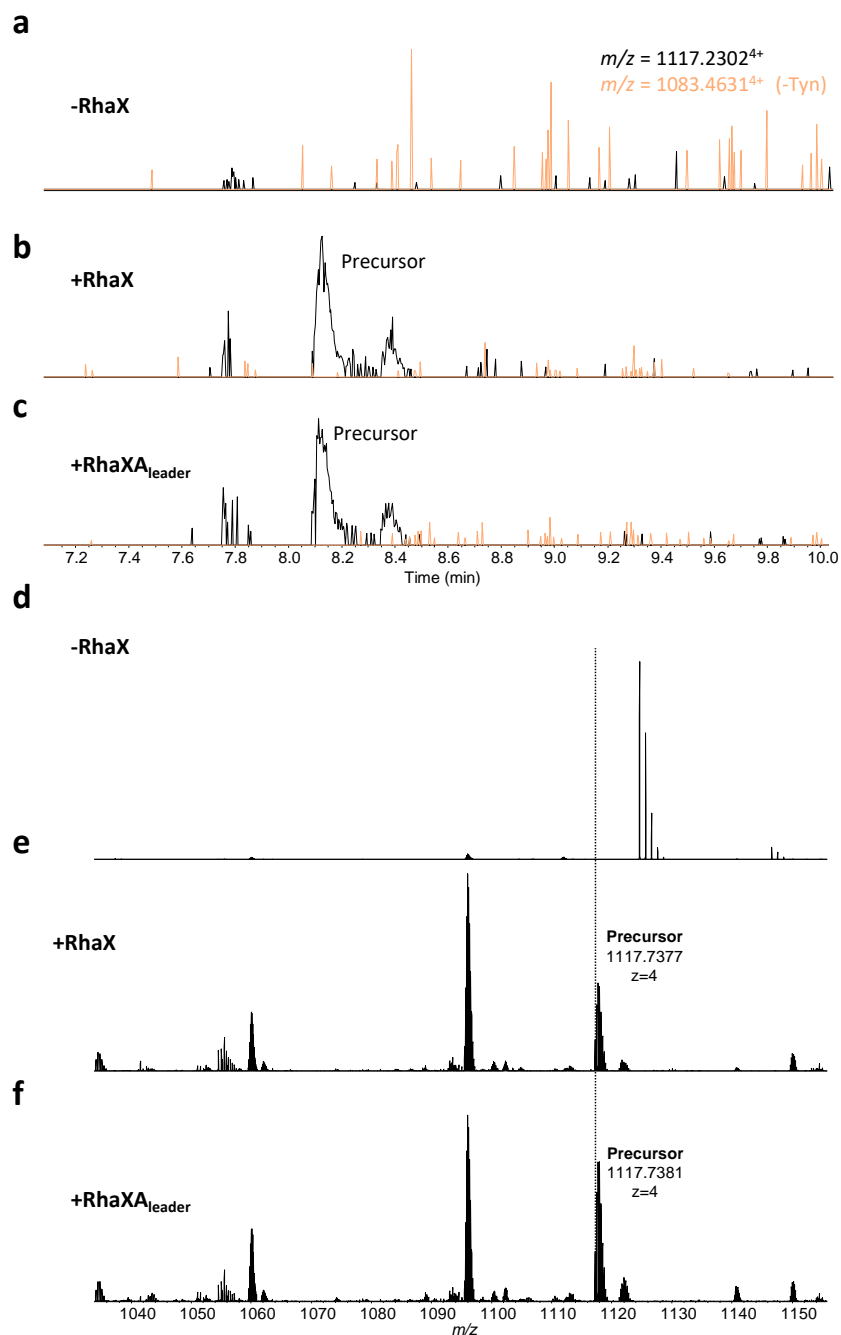 a
m/z = 1117.2302⁴⁺
m/z = 1083.4631⁴⁺ (-Tyn)
-RhaX
b
+RhaX
Precursor
c
+RhaXA_leader
Precursor
7.2 7.4 7.6 7.8 8.0 8.2 8.4 8.6 8.8 9.0 9.2 9.4 9.6 9.8 10.0
Time (min)
d
-RhaX
e
+RhaX
Precursor
1117.7377
z=4
f
+RhaXA_leader
Precursor
1117.7381
z=4
1040 1050 1060 1070 1080 1090 1100 1110 1120 1130 1140 1150
m/z